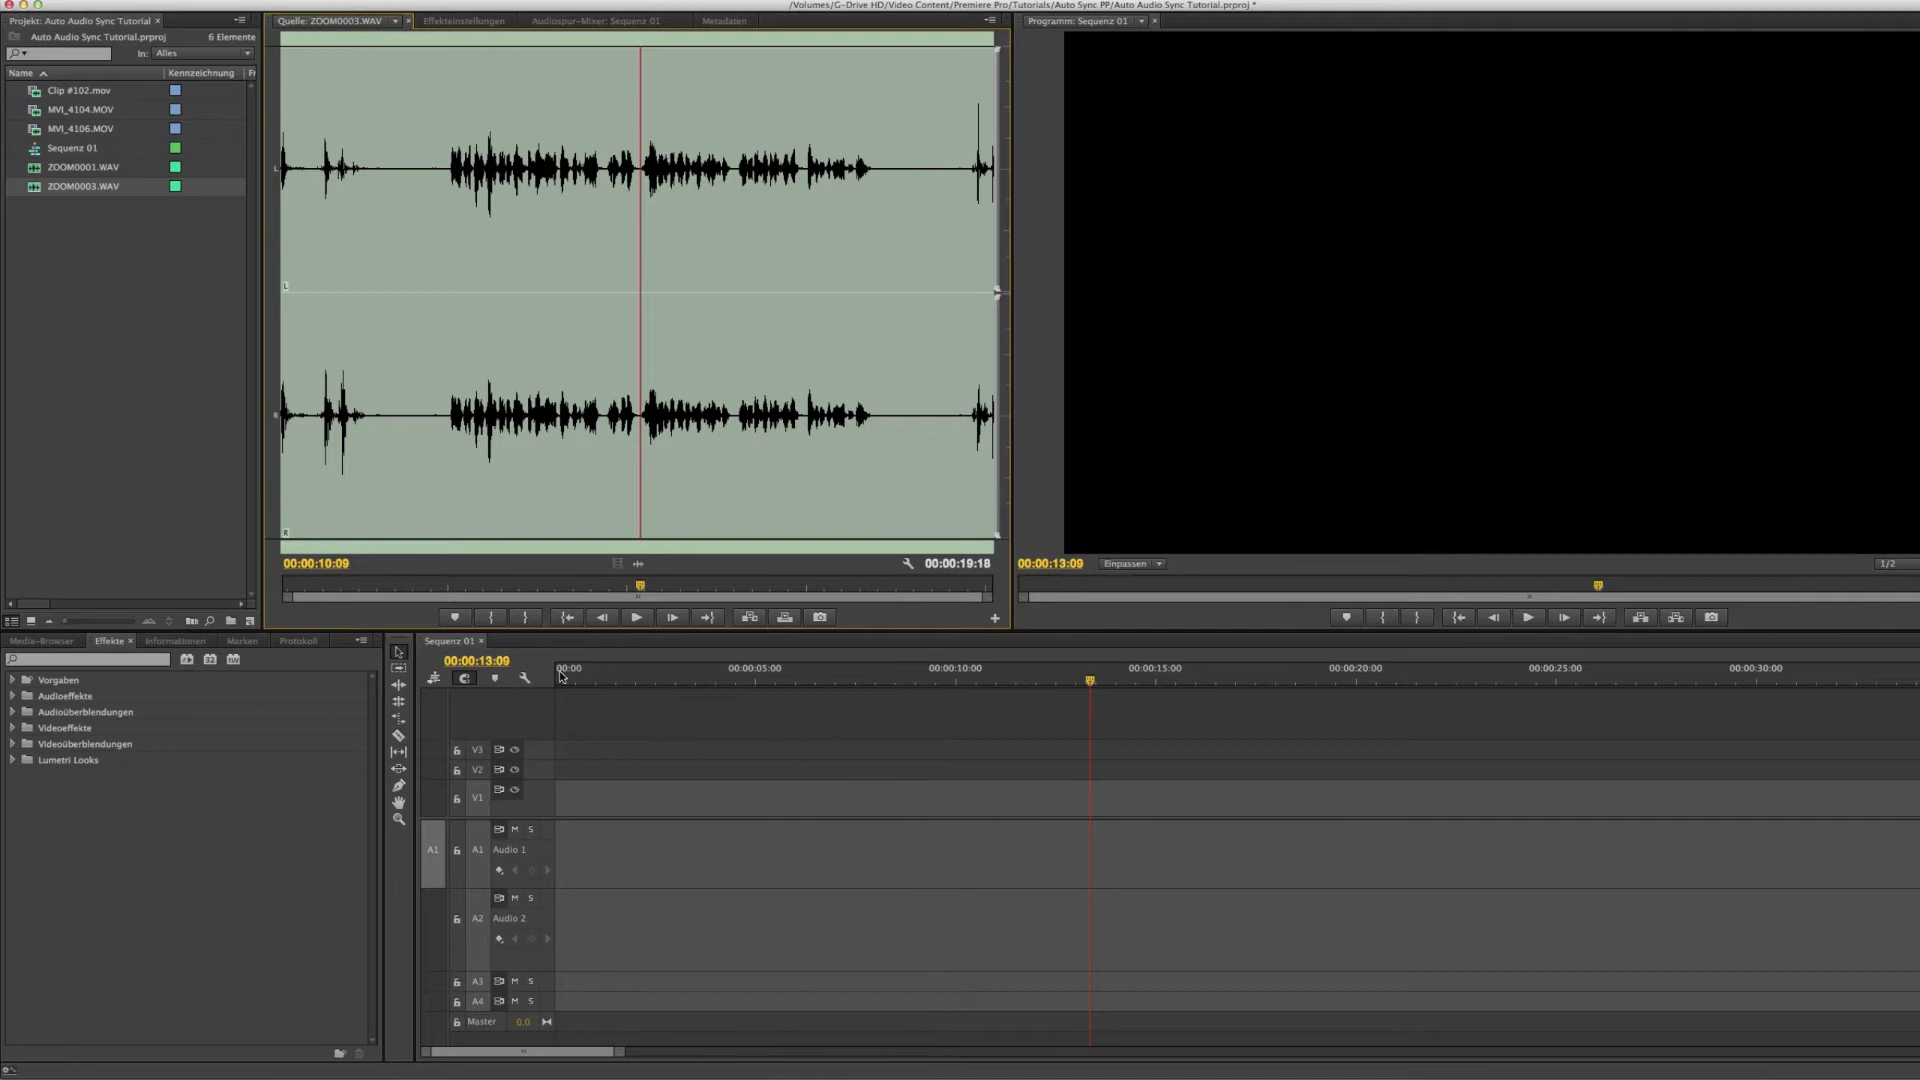 /Volumes/G-Drive HD/Video Content/Premiere Pro/Tutorials/Auto Sync PP/Auto Audio Sync Tutorial.prproj *
Projekt: Auto Audio Sync Tutorial ×
Auto Audio Sync Tutorial.prproj 6 Elemente
In: Alles
Name Kennzeichnung Fr
Clip #102.mov
MVI_4104.MOV
MVI_4106.MOV
Sequenz 01
ZOOM0001.WAV
ZOOM0003.WAV
Quelle: ZOOM0003.WAV × Effekteinstellungen Audiospur-Mixer: Sequenz 01 Metadaten
L
L
R
R
00:00:10:09 00:00:19:18
Programm: Sequenz 01 ×
00:00:13:09 Einpassen 1/2
Media-Browser Effekte × Informationen Marken Protokoll
Vorgaben
Audioeffekte
Audioüberblendungen
Videoeffekte
Videoüberblendungen
Lumetri Looks
Sequenz 01 ×
00:00:13:09
00:00 00:00:05:00 00:00:10:00 00:00:15:00 00:00:20:00 00:00:25:00 00:00:30:00
V3
V2
V1
M S
A1 A1 Audio 1
M S
A2 Audio 2
A3 M S
A4 M S
Master 0,0